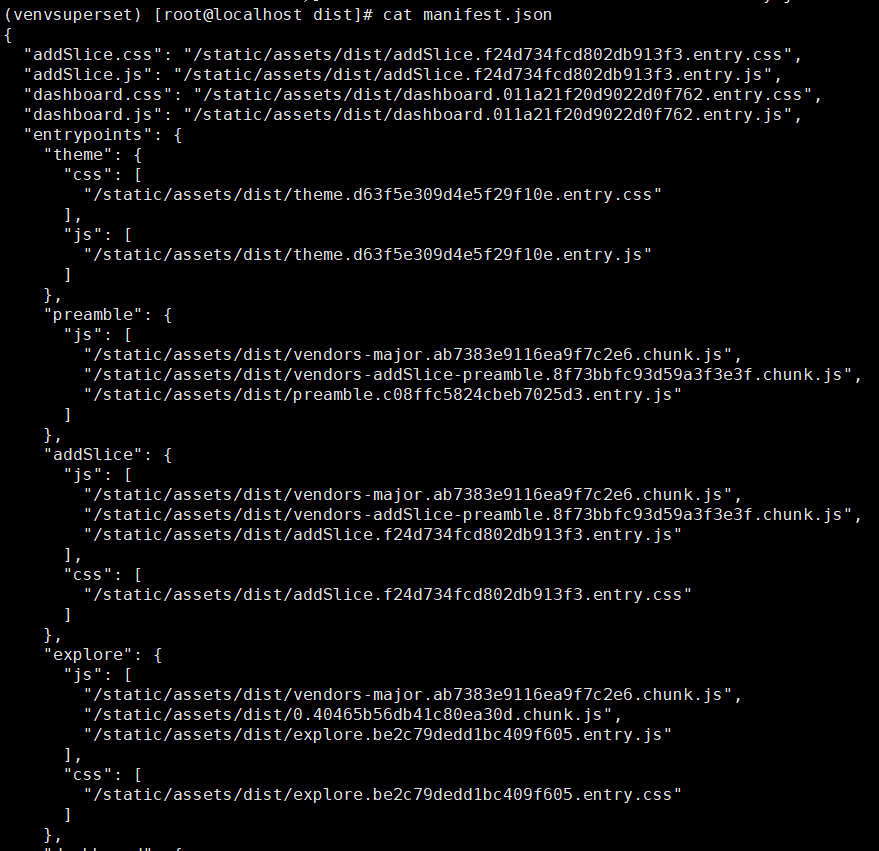 (venvsuperset) [root@localhost dist]# cat manifest.json
{
  "addSlice.css": "/static/assets/dist/addSlice.f24d734fcd802db913f3.entry.css",
  "addSlice.js": "/static/assets/dist/addSlice.f24d734fcd802db913f3.entry.js",
  "dashboard.css": "/static/assets/dist/dashboard.011a21f20d9022d0f762.entry.css",
  "dashboard.js": "/static/assets/dist/dashboard.011a21f20d9022d0f762.entry.js",
  "entrypoints": {
    "theme": {
      "css": [
        "/static/assets/dist/theme.d63f5e309d4e5f29f10e.entry.css"
      ],
      "js": [
        "/static/assets/dist/theme.d63f5e309d4e5f29f10e.entry.js"
      ]
    },
    "preamble": {
      "js": [
        "/static/assets/dist/vendors-major.ab7383e9116ea9f7c2e6.chunk.js",
        "/static/assets/dist/vendors-addSlice-preamble.8f73bbfc93d59a3f3e3f.chunk.js",
        "/static/assets/dist/preamble.c08ffc5824cbeb7025d3.entry.js"
      ]
    },
    "addSlice": {
      "js": [
        "/static/assets/dist/vendors-major.ab7383e9116ea9f7c2e6.chunk.js",
        "/static/assets/dist/vendors-addSlice-preamble.8f73bbfc93d59a3f3e3f.chunk.js",
        "/static/assets/dist/addSlice.f24d734fcd802db913f3.entry.js"
      ],
      "css": [
        "/static/assets/dist/addSlice.f24d734fcd802db913f3.entry.css"
      ]
    },
    "explore": {
      "js": [
        "/static/assets/dist/vendors-major.ab7383e9116ea9f7c2e6.chunk.js",
        "/static/assets/dist/0.40465b56db41c80ea30d.chunk.js",
        "/static/assets/dist/explore.be2c79dedd1bc409f605.entry.js"
      ],
      "css": [
        "/static/assets/dist/explore.be2c79dedd1bc409f605.entry.css"
      ]
    },